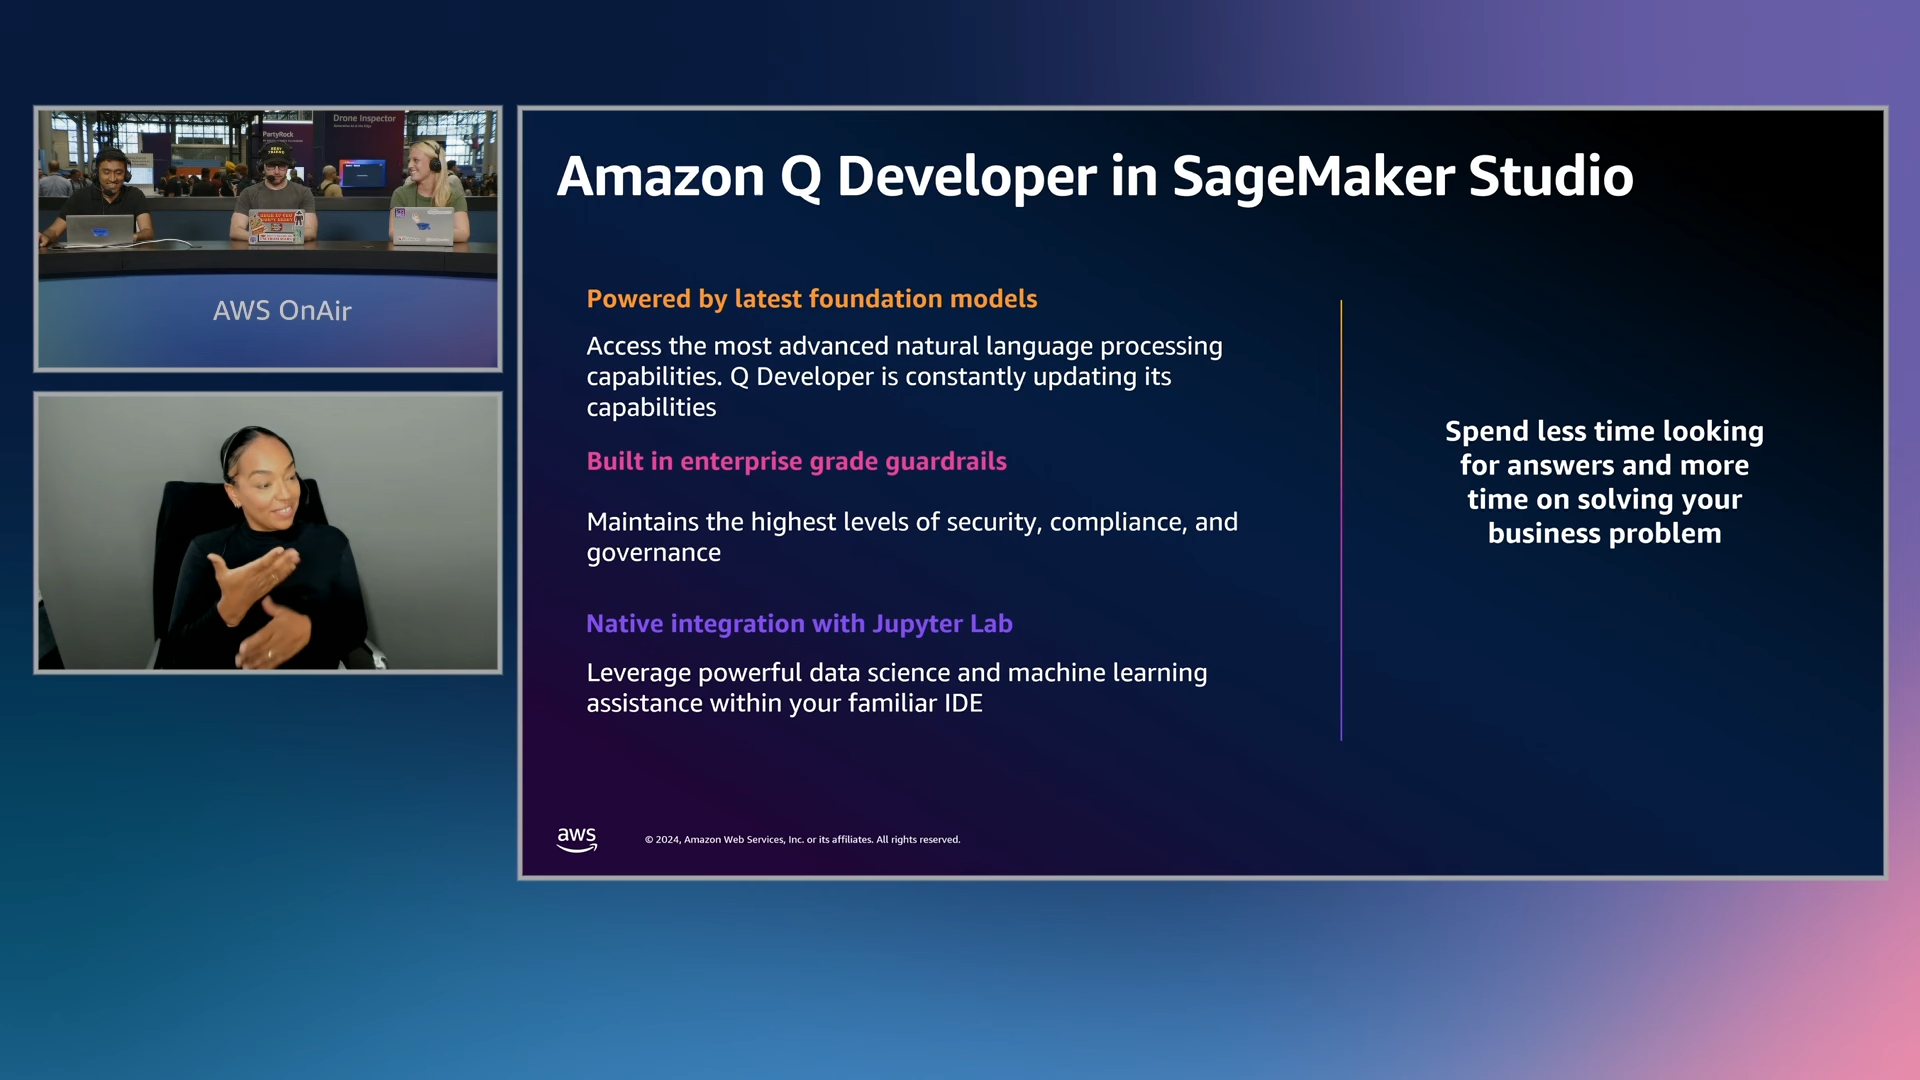 Amazon Q Developer in SageMaker Studio
Powered by latest foundation models
Access the most advanced natural language processing
capabilities. Q Developer is constantly updating its
capabilities
Built in enterprise grade guardrails
Maintains the highest levels of security, compliance, and
governance
Native integration with Jupyter Lab
Leverage powerful data science and machine learning
assistance within your familiar IDE
Spend less time looking
for answers and more
time on solving your
business problem
aws
© 2024, Amazon Web Services, Inc. or its affiliates. All rights reserved.
PartyRock
Drone Inspector
AWS OnAir